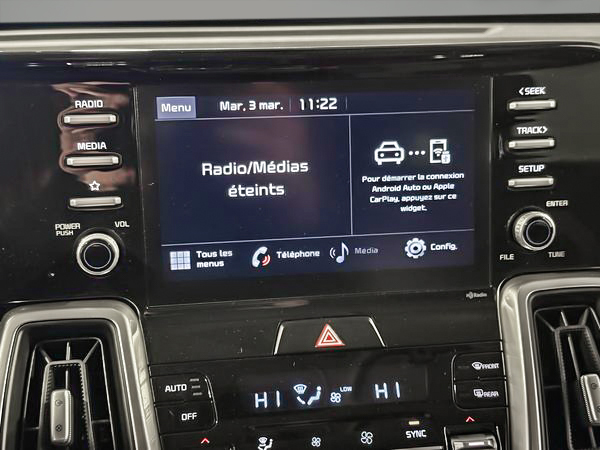 RADIO
MEDIA
POWER
PUSH
VOL
Menu
Mar. 3 mar.
11:22
Radio/Médias
éteints
Pour démarrer la connexion
Android Auto ou Apple
CarPlay, appuyez sur ce
widget.
Tous les
menus
Téléphone
Média
Config.
<SEEK
TRACK>
SETUP
ENTER
FILE
TUNE
HD Radio
AUTO
OFF
HI
LOW
HI
FRONT
REAR
SYNC